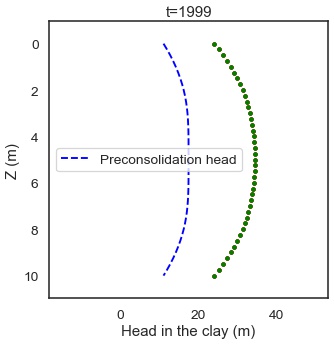 t=1999
0
2
4
6
8
10
Z (m)
Preconsolidation head
0
20
40
Head in the clay (m)